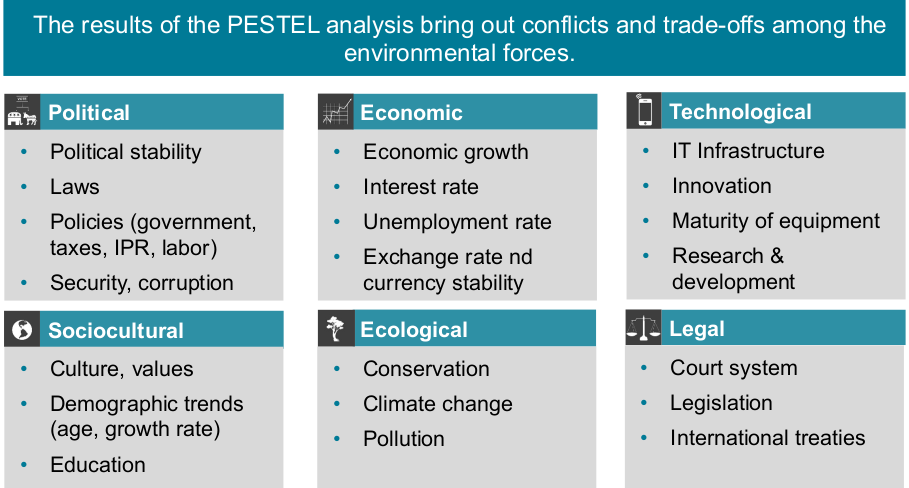 The results of the PESTEL analysis bring out conflicts and trade-offs among the
environmental forces.
Political
• Political stability
• Laws
• Policies (government,
taxes, IPR, labor)
• Security, corruption
Economic
• Economic growth
• Interest rate
• Unemployment rate
• Exchange rate nd
currency stability
Technological
• IT Infrastructure
• Innovation
• Maturity of equipment
• Research &
development
Sociocultural
• Culture, values
• Demographic trends
(age, growth rate)
• Education
Ecological
• Conservation
• Climate change
• Pollution
Legal
• Court system
• Legislation
• International treaties